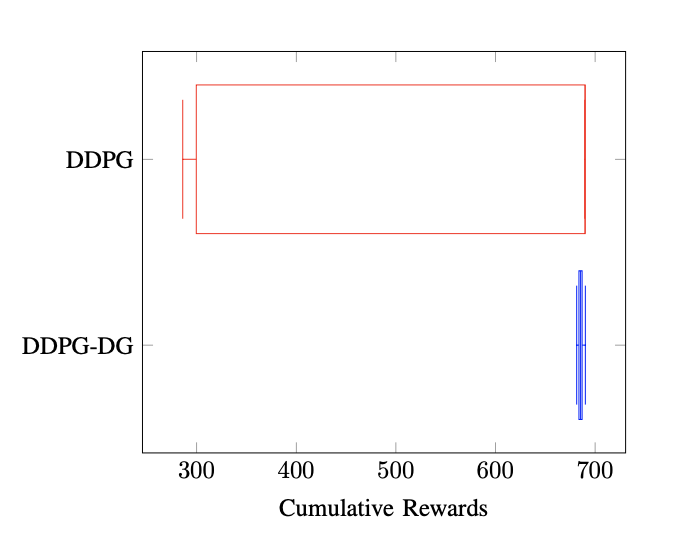 DDPG
DDPG-DG
300 400 500 600 700
Cumulative Rewards